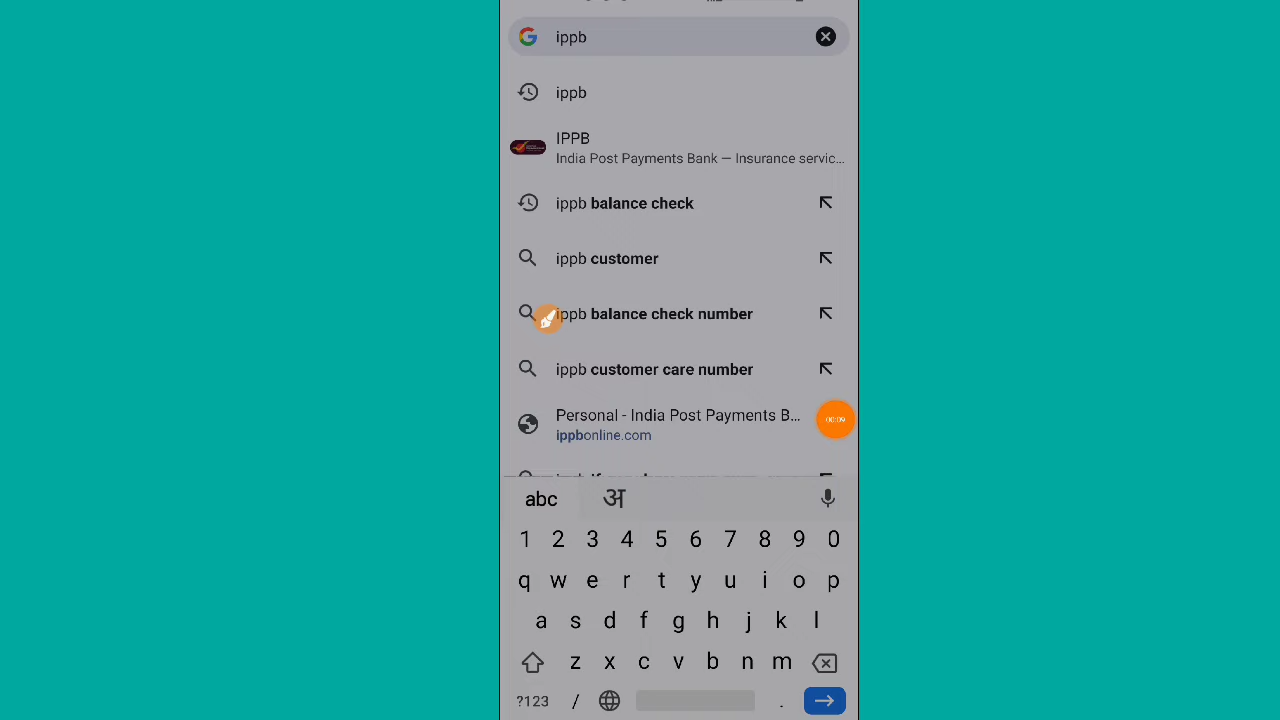 ippb
ippb
IPPB
India Post Payments Bank — Insurance servic...
ippb balance check
ippb customer
ippb balance check number
ippb customer care number
Personal - India Post Payments B...
ippbonline.com
00:09
abc अ
1 2 3 4 5 6 7 8 9 0
q w e r t y u i o p
a s d f g h j k l
z x c v b n m
?123 / .